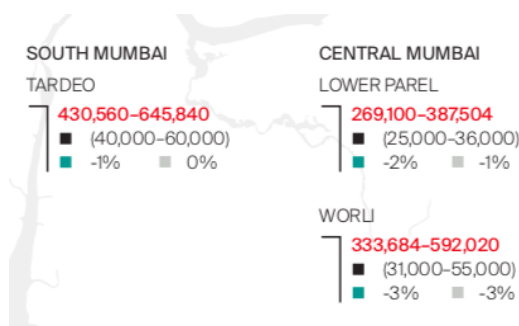 SOUTH MUMBAI
TARDEO
430,560–645,840
(40,000–60,000)
-1% 0%
CENTRAL MUMBAI
LOWER PAREL
269,100–387,504
(25,000–36,000)
-2% -1%
WORLI
333,684–592,020
(31,000–55,000)
-3% -3%